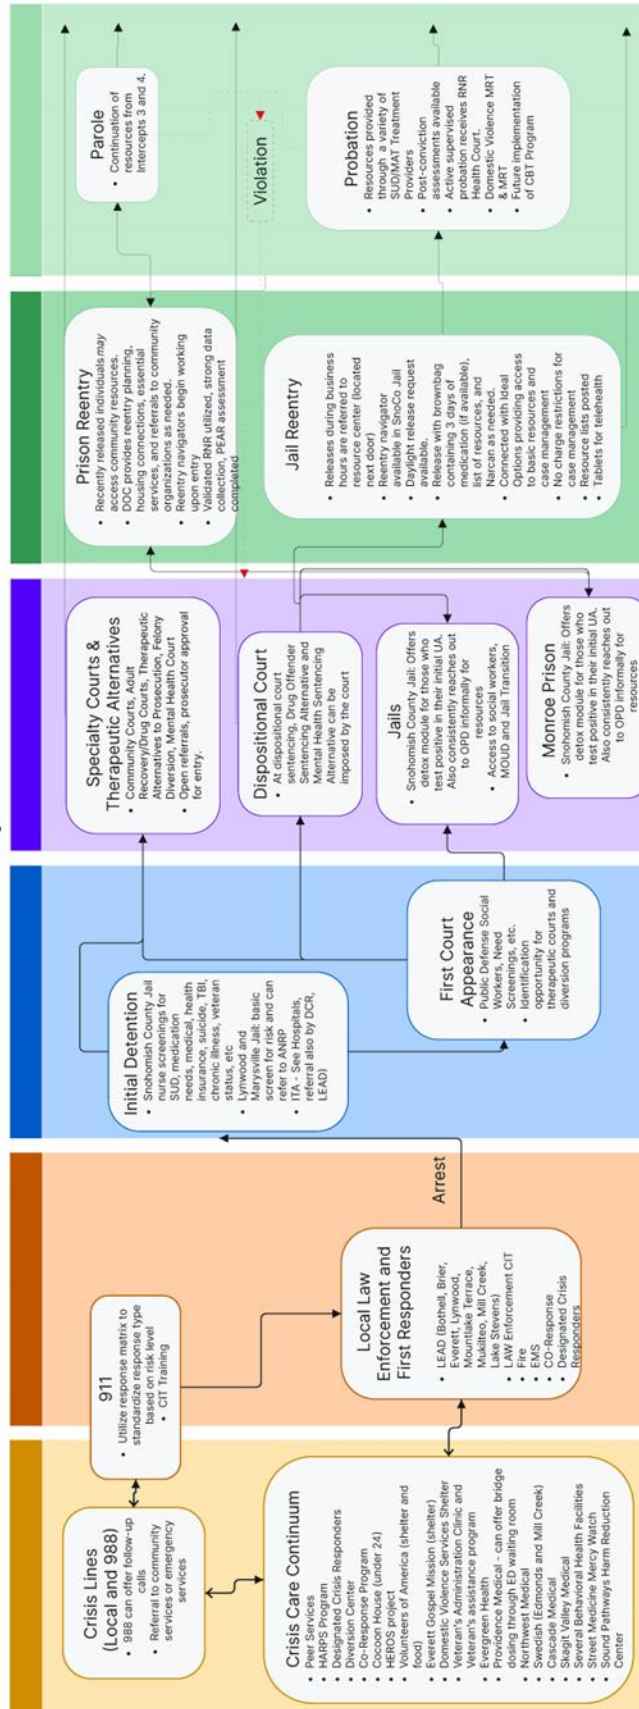 Crisis Lines
(Local and 988)
• 988 can offer follow-up
calls
• Referral to community
services or emergency
services
Crisis Care Continuum
• Peer Services
• HARPS Program
• Designated Crisis Responders
• Diversion Center
• Co-Response Program
• Cocoon House (under 24)
• HEROS project
• Volunteers of America (shelter and
food)
• Everett Gospel Mission (shelter)
• Domestic Violence Services Shelter
• Veteran's Administration Clinic and
Veteran's assistance program
• Evergreen Health
• Providence Medical - can offer bridge
dosing through ED waiting room
• Northwest Medical
• Swedish (Edmonds and Mill Creek)
• Cascade Medical
• Skagit Valley Medical
• Several Behavioral Health Facilities
• Street Medicine Mercy Watch
• Sound Pathways Harm Reduction
Center
911
• Utilize response matrix to
standardize response type
based on risk level
• CIT Training
Local Law
Enforcement and
First Responders
• LEAD (Bothell, Brier,
Everett, Lynwood,
Mountlake Terrace,
Mukilteo, Mill Creek,
Lake Stevens)
• LAW Enforcement CIT
• Fire
• EMS
• CO-Response
• Designated Crisis
Responders
Arrest
Initial Detention
• Snohomish County Jail
nurse screenings for
SUD, medication
needs, medical, health
insurance, suicide, TBI,
chronic illness, veteran
status, etc
• Lynwood and
Marysville Jail: basic
screen for risk and can
refer to ANRP
• ITA - See Hospitals,
referral also by DCR,
LEAD)
First Court
Appearance
• Public Defense Social
Workers, Need
Screenings, etc.
• Identification
opportunity for
therapeutic courts and
diversion programs
Specialty Courts &
Therapeutic Alternatives
• Community Courts, Adult
Recovery/Drug Courts, Therapeutic
Alternatives to Prosecution, Felony
Diversion, Mental Health Court
• Open referrals, prosecutor approval
for entry.
Dispositional Court
• At dispositional court
sentencing, Drug Offender
Sentencing Alternative and
Mental Health Sentencing
Alternative can be
imposed by the court
Jails
• Snohomish County Jail: Offers
detox module for those who
test positive in their initial UA.
Also consistently reaches out
to OPD informally for
resources
• Access to social workers,
MOUD and Jail Transition
Monroe Prison
• Snohomish County Jail: Offers
detox module for those who
test positive in their initial UA.
Also consistently reaches out
to OPD informally for
resources
Prison Reentry
• Recently released individuals may
access community resources.
• DOC provides reentry planning,
housing connections, essential
services, and referrals to community
organizations as needed.
• Reentry navigators begin working
upon entry
• Validated RNR utilized, strong data
collection, PEAR assessment
completed
Jail Reentry
• Releases during business
hours are referred to
resource center (located
next door)
• Reentry navigator
available in SnoCo Jail
• Daylight release request
available.
• Release with brownbag
containing 3 days of
medication (if available),
list of resources, and
Narcan as needed.
• Connected with Ideal
Options providing access
to basic resources and
case management
• No charge restrictions for
case management
• Resource lists posted
• Tablets for telehealth
Parole
• Continuation of
resources from
Intercepts 3 and 4.
Violation
Probation
• Resources provided
through a variety of
SUD/MAT Treatment
Providers
• Post-conviction
assessments available
• Active supervised
probation receives RNR
Health Court.
• Domestic Violence MRT
& MRT
• Future implementation
of CBT Program